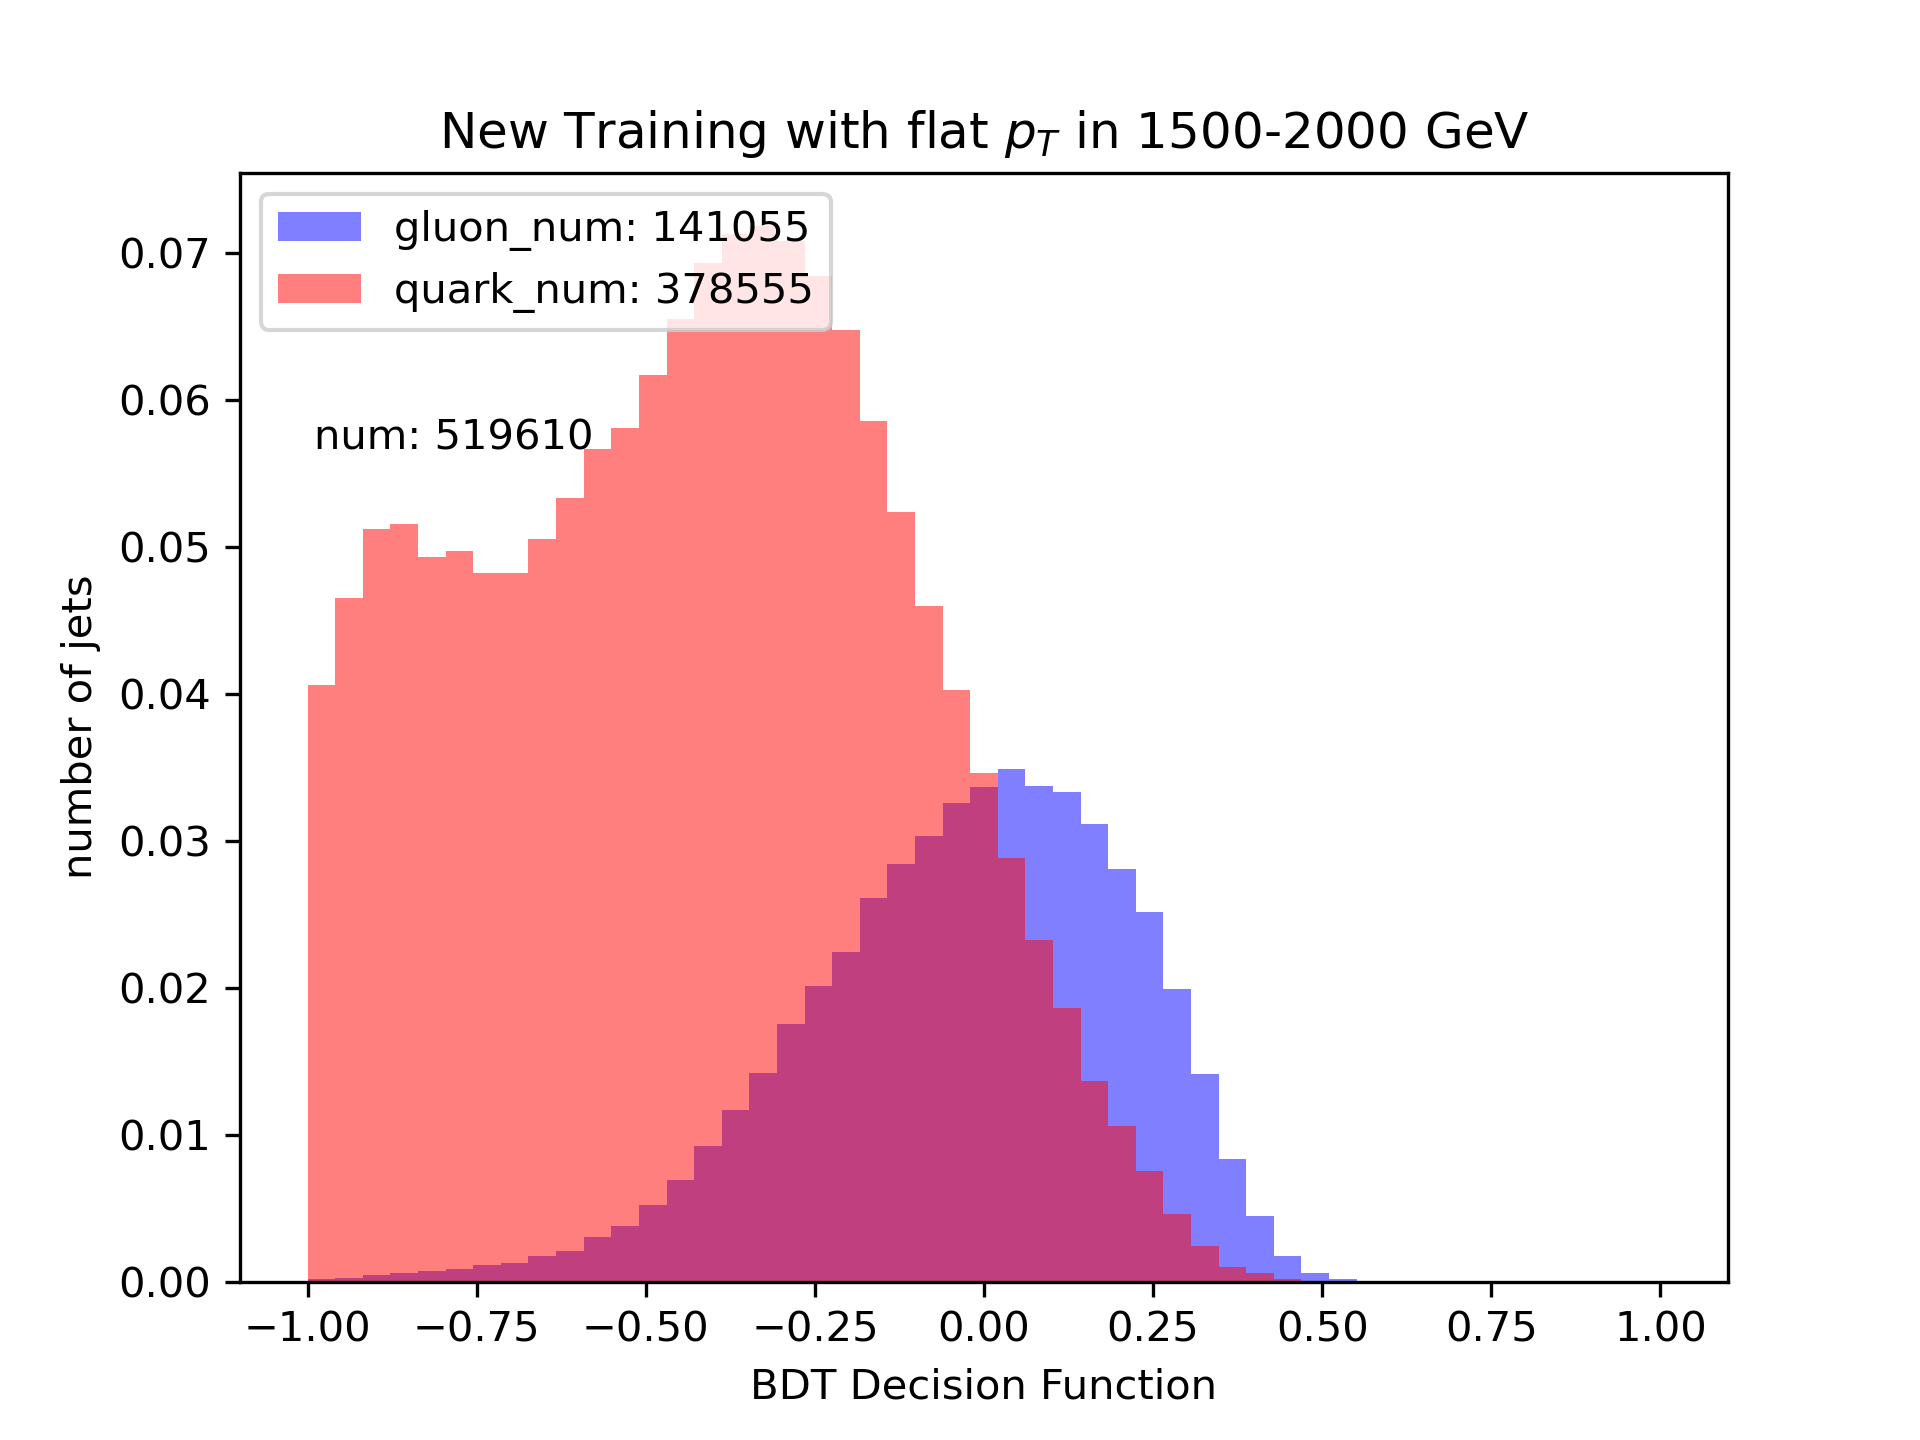 New Training with flat p_T in 1500-2000 GeV
gluon_num: 141055
quark_num: 378555
num: 519610
number of jets
0.07
0.06
0.05
0.04
0.03
0.02
0.01
0.00
−1.00 −0.75 −0.50 −0.25 0.00 0.25 0.50 0.75 1.00
BDT Decision Function